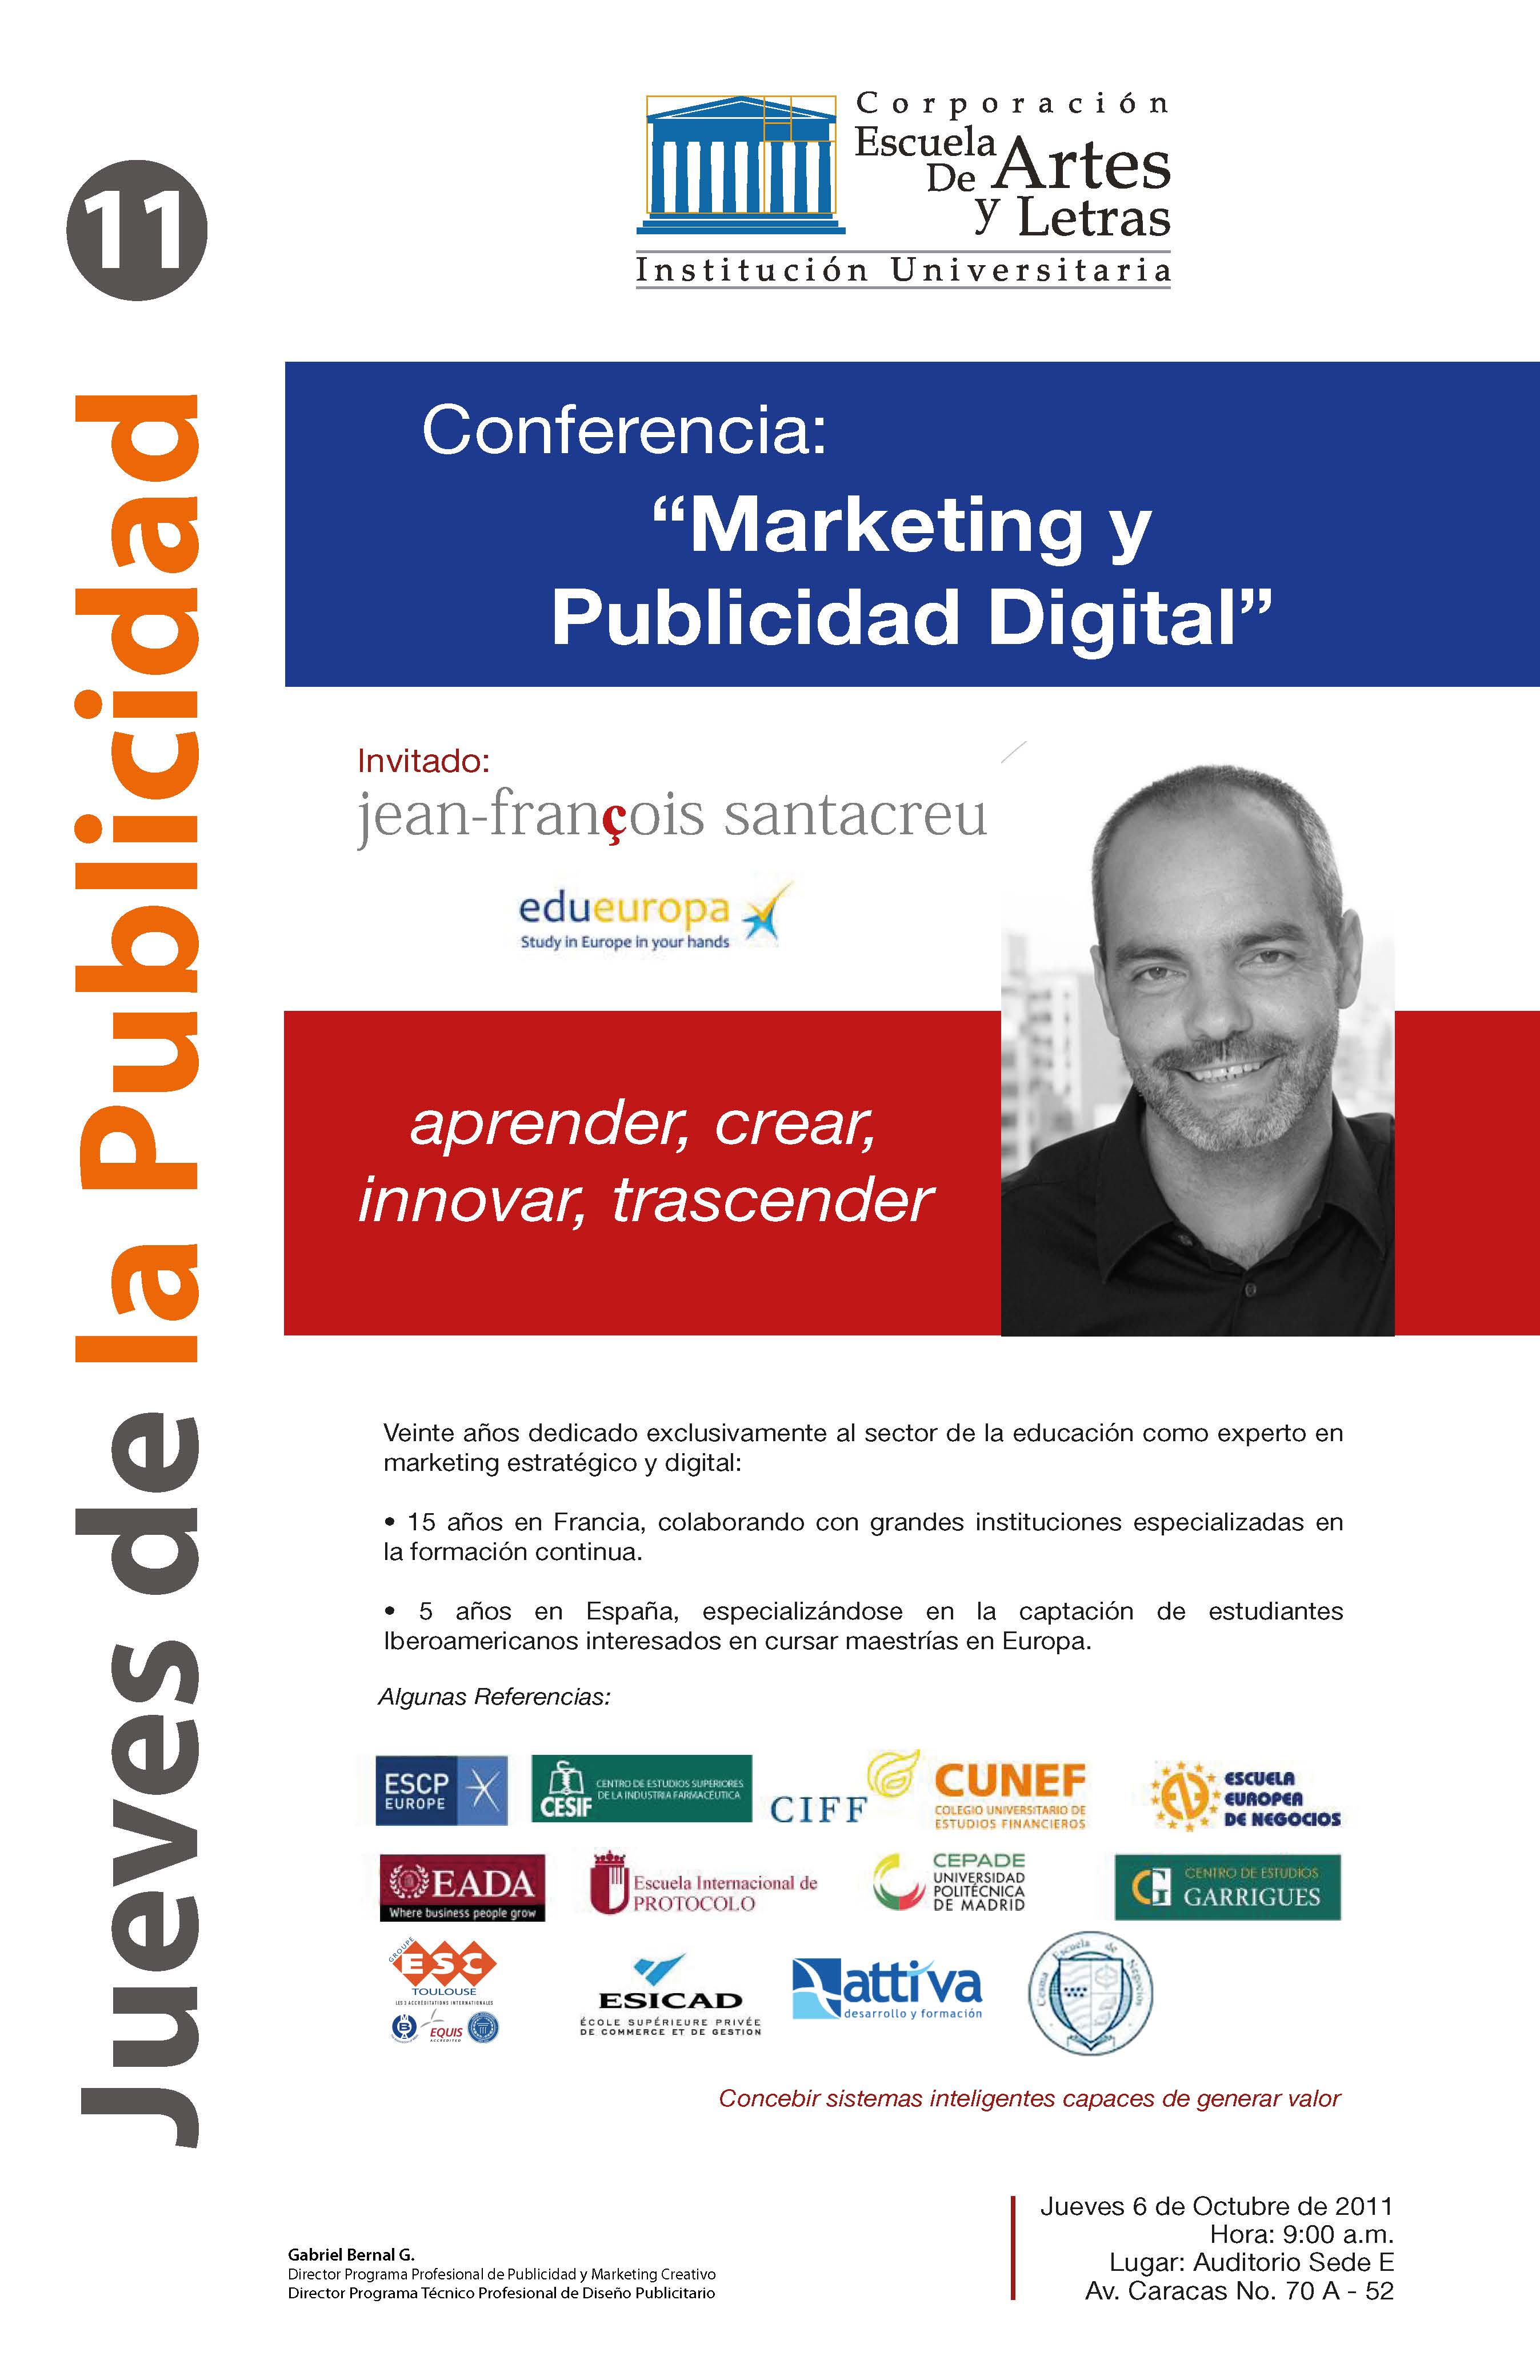 11
Jueves de la Publicidad
Corporación
Escuela
De Artes
y Letras
Institución Universitaria
Conferencia:
“Marketing y
Publicidad Digital”
Invitado:
jean-françois santacreu
edueuropa
Study in Europe in your hands
aprender, crear,
innovar, trascender
Veinte años dedicado exclusivamente al sector de la educación como experto en
marketing estratégico y digital:
• 15 años en Francia, colaborando con grandes instituciones especializadas en
la formación continua.
• 5 años en España, especializándose en la captación de estudiantes
Iberoamericanos interesados en cursar maestrías en Europa.
Algunas Referencias:
ESCP
EUROPE
CESIF
CENTRO DE ESTUDIOS SUPERIORES
DE LA INDUSTRIA FARMACÉUTICA
CIFF
CUNEF
COLEGIO UNIVERSITARIO DE
ESTUDIOS FINANCIEROS
ESCUELA
EUROPEA
DE NEGOCIOS
EADA
Where business people grow
Escuela Internacional de
PROTOCOLO
CEPADE
UNIVERSIDAD
POLITÉCNICA
DE MADRID
CENTRO DE ESTUDIOS
GARRIGUES
GROUPE
ESC
TOULOUSE
LES 3 ACCRÉDITATIONS INTERNATIONALES
EQUIS
ACCREDITED
ESICAD
ÉCOLE SUPÉRIEURE PRIVÉE
DE COMMERCE ET DE GESTION
attiva
desarrollo y formación
Escuela de Negocios
Concebir sistemas inteligentes capaces de generar valor
Gabriel Bernal G.
Director Programa Profesional de Publicidad y Marketing Creativo
Director Programa Técnico Profesional de Diseño Publicitario
Jueves 6 de Octubre de 2011
Hora: 9:00 a.m.
Lugar: Auditorio Sede E
Av. Caracas No. 70 A - 52